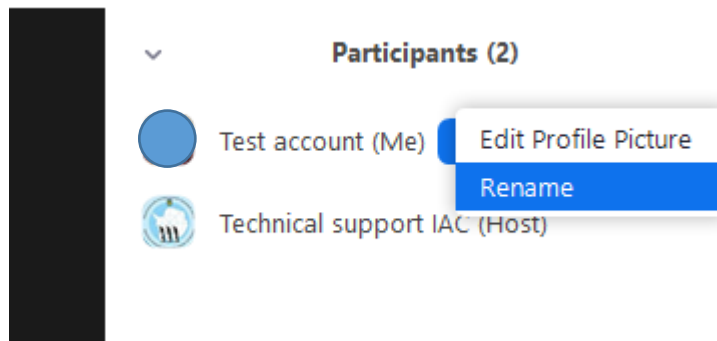 Participants (2)
Test account (Me)
Edit Profile Picture
Rename
Technical support IAC (Host)